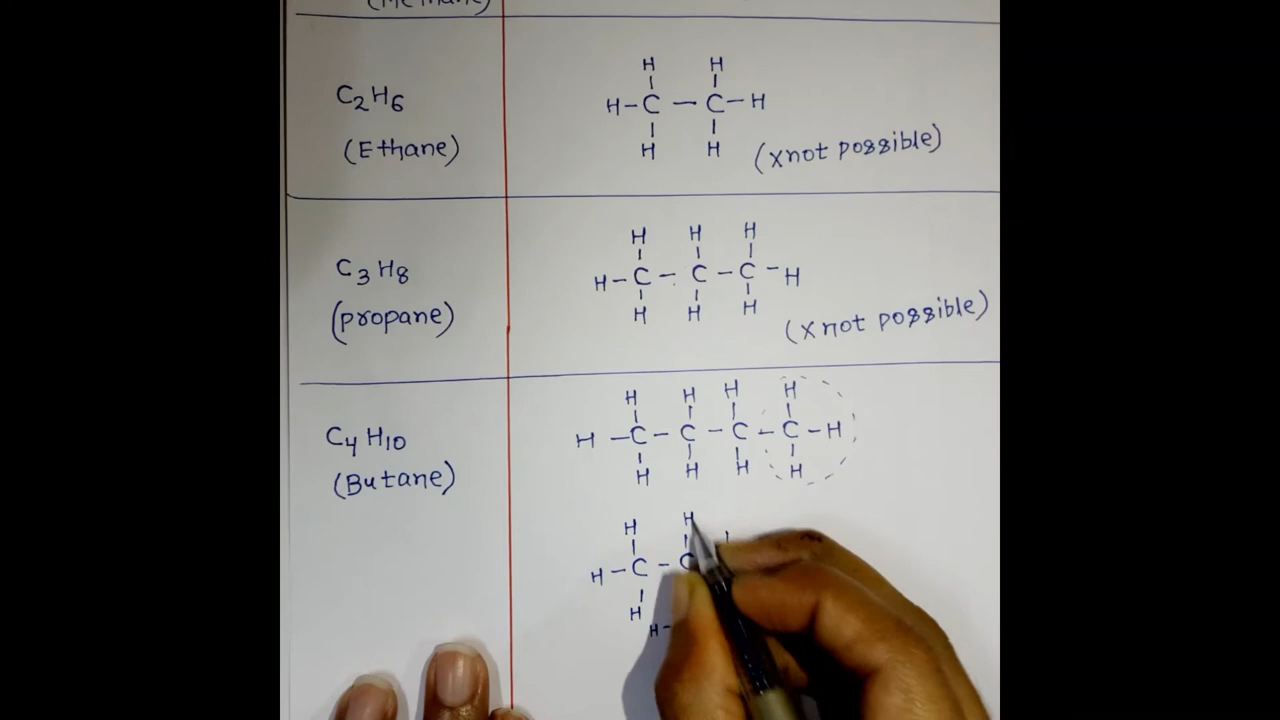 C2H6
(Ethane)
H H
H-C-C-H
H H
(x not possible)
C3H8
(propane)
H H H
H-C-C-C-H
H H H
(x not possible)
C4H10
(Butane)
H H H H
H-C-C-C-C-H
H H H H
H H
H-C-C
H
H-